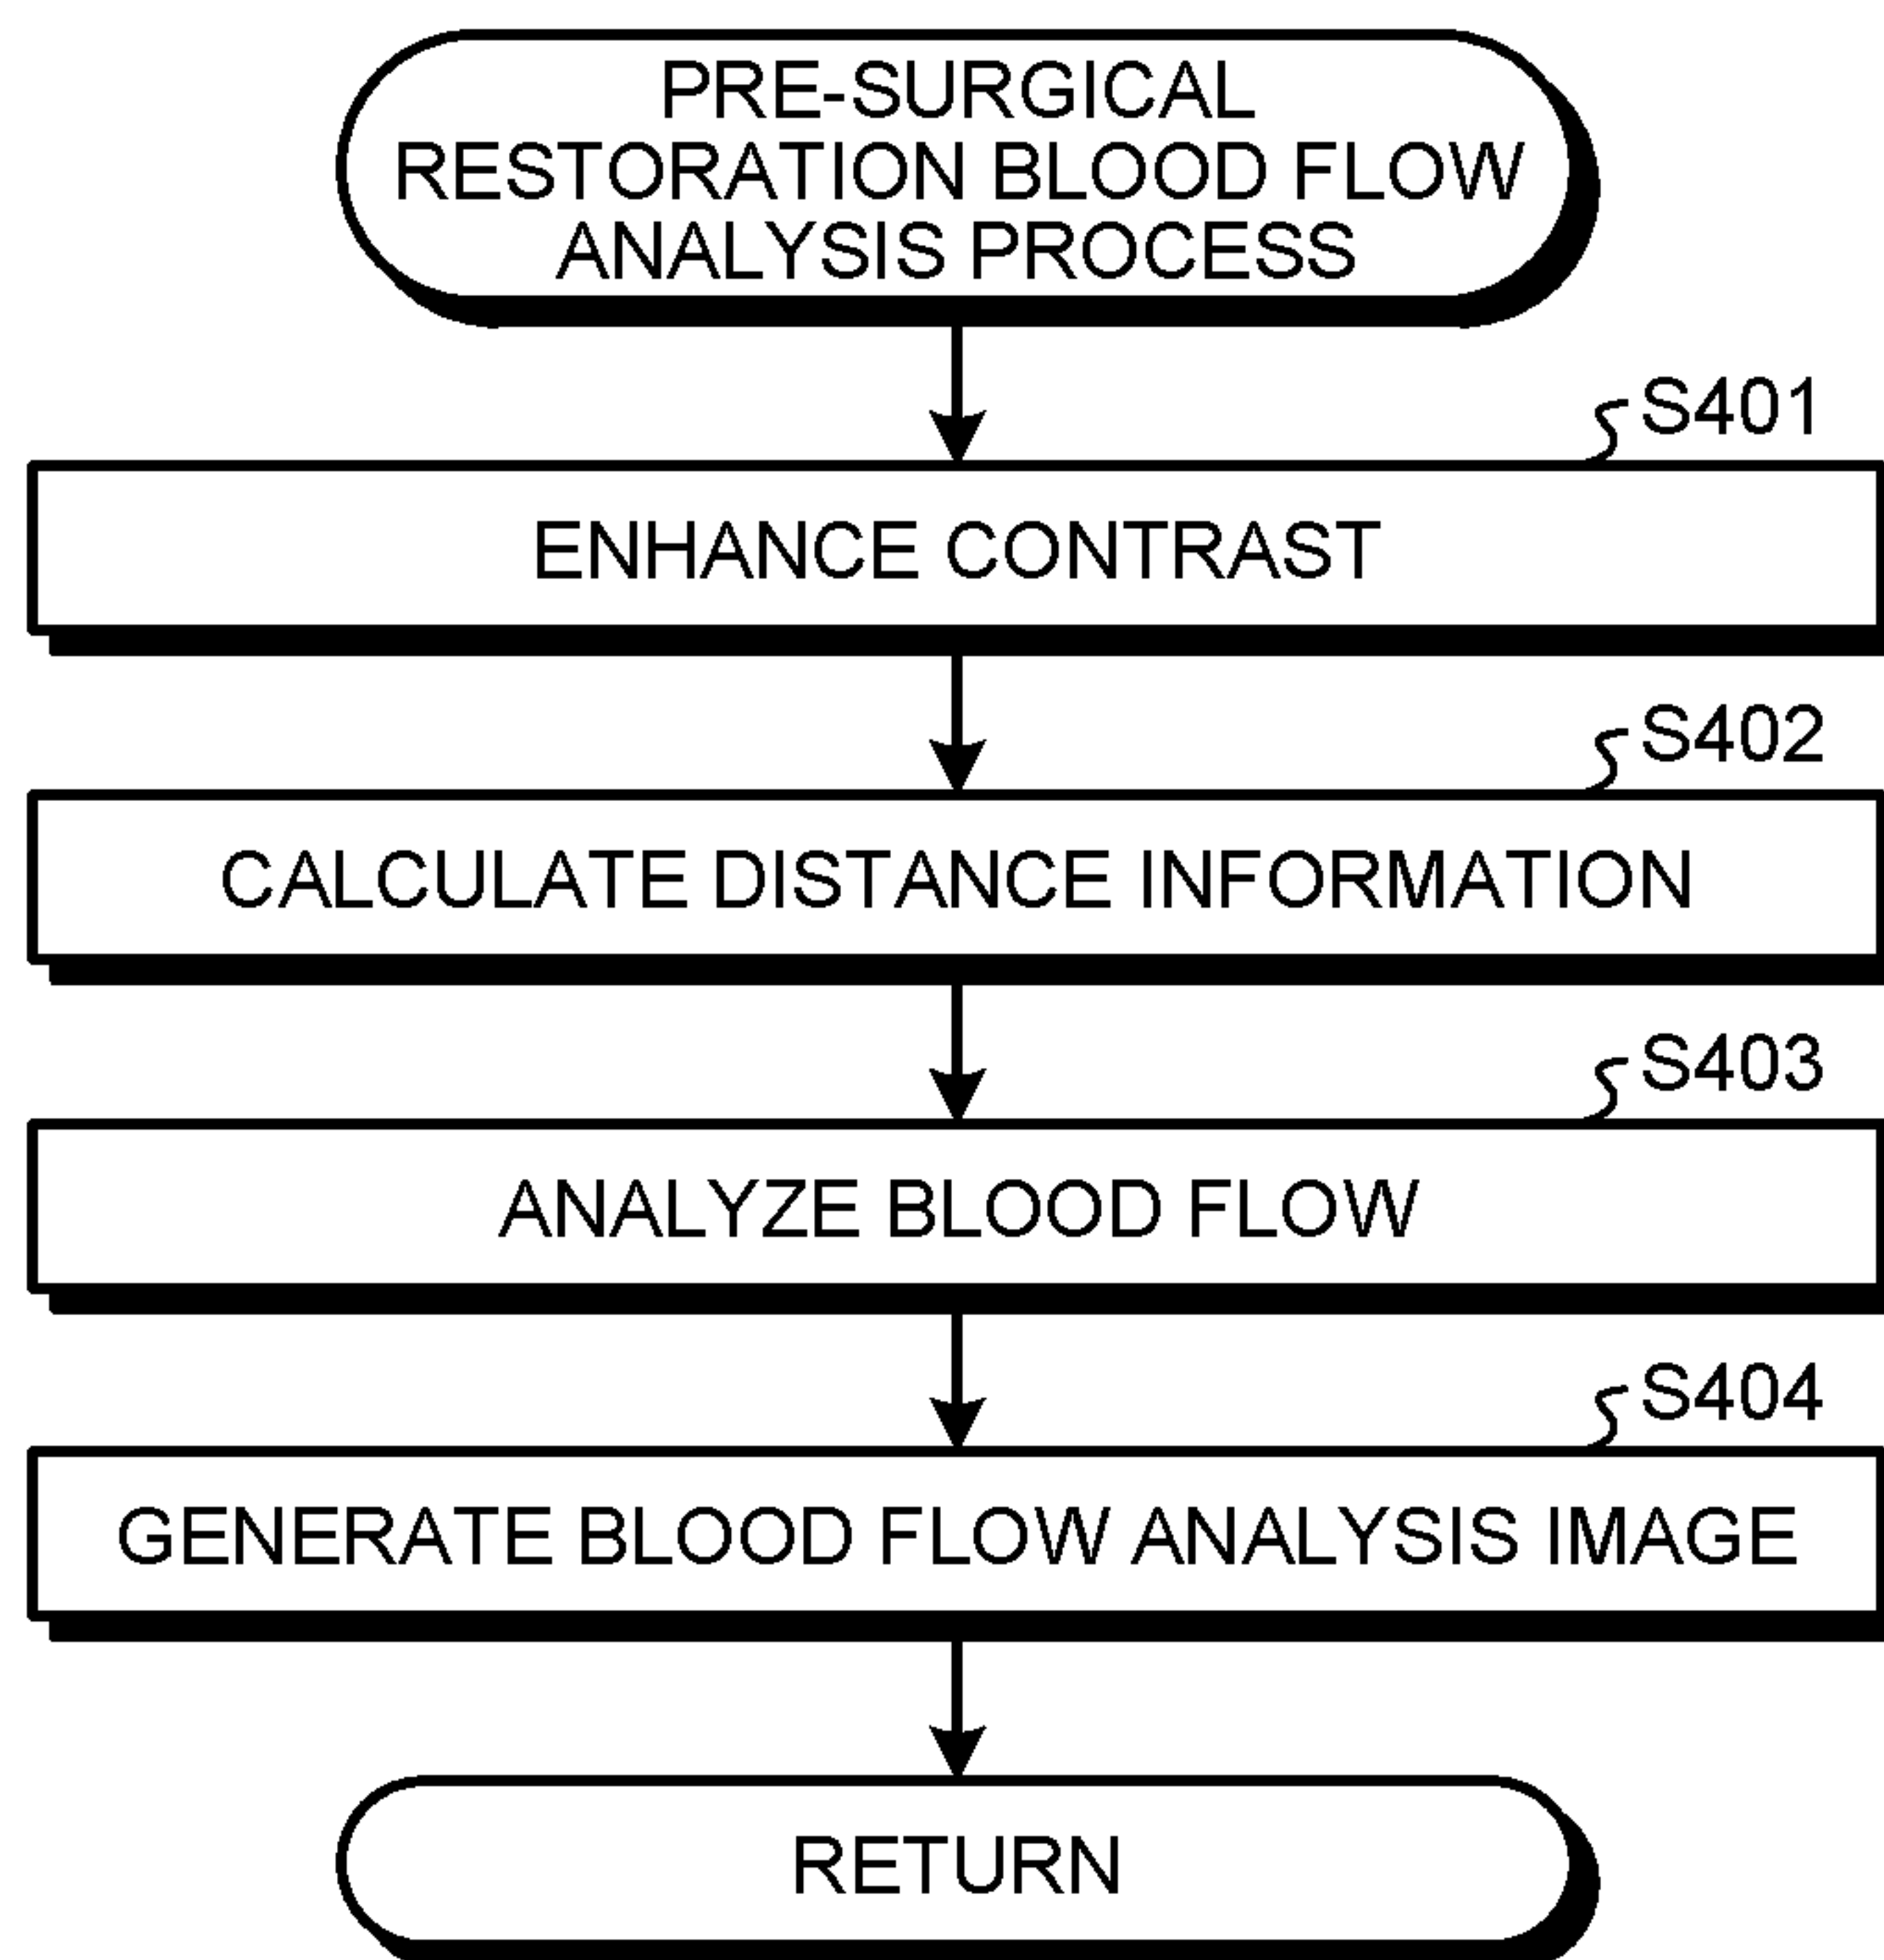 PRE-SURGICAL
RESTORATION BLOOD FLOW
ANALYSIS PROCESS
S401
ENHANCE CONTRAST
S402
CALCULATE DISTANCE INFORMATION
S403
ANALYZE BLOOD FLOW
S404
GENERATE BLOOD FLOW ANALYSIS IMAGE
RETURN